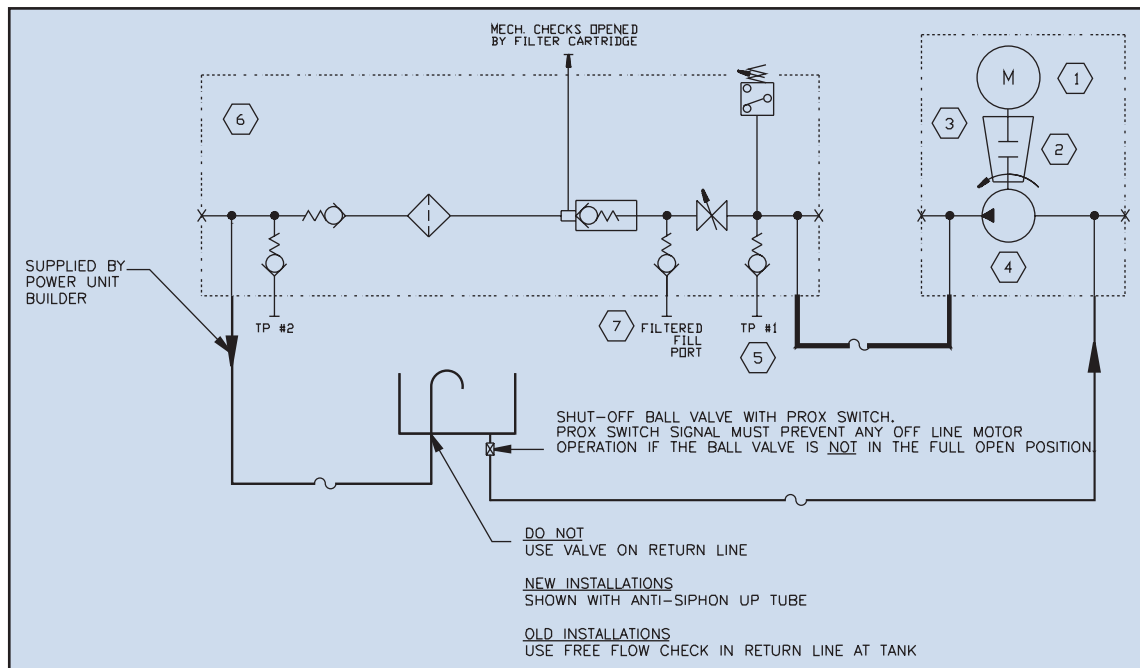 MECH. CHECKS OPENED
BY FILTER CARTRIDGE
M
1
3
2
6
4
SUPPLIED BY
POWER UNIT
BUILDER
TP #2
7
FILTERED
FILL
PORT
TP #1
5
SHUT-OFF BALL VALVE WITH PROX SWITCH.
PROX SWITCH SIGNAL MUST PREVENT ANY OFF LINE MOTOR
OPERATION IF THE BALL VALVE IS NOT IN THE FULL OPEN POSITION.
DO NOT
USE VALVE ON RETURN LINE
NEW INSTALLATIONS
SHOWN WITH ANTI-SIPHON UP TUBE
OLD INSTALLATIONS
USE FREE FLOW CHECK IN RETURN LINE AT TANK